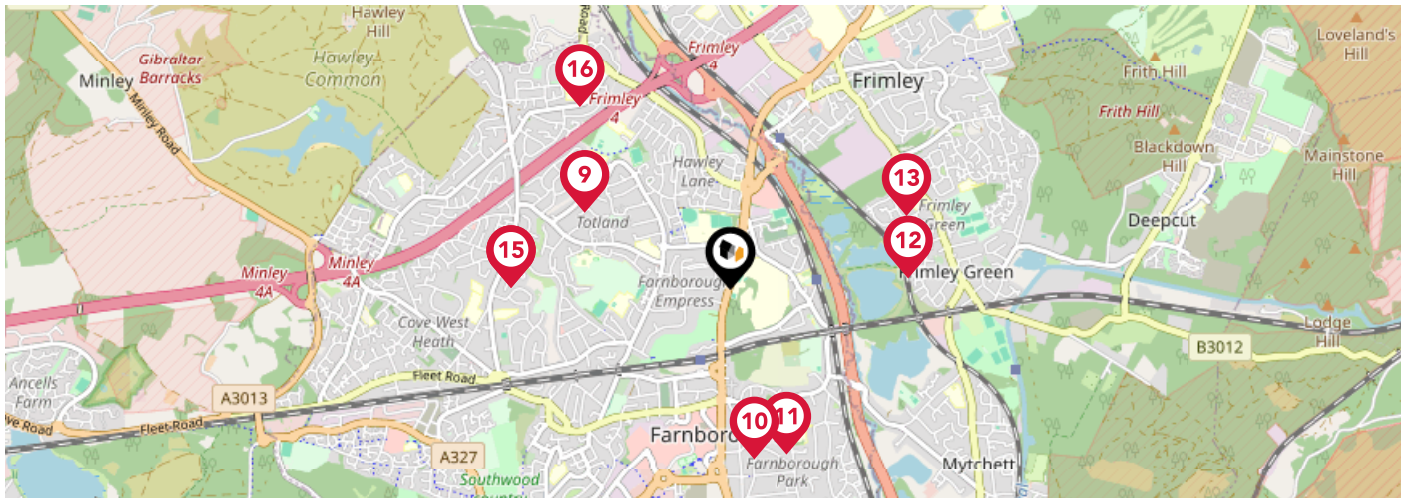 Hawley
Hill
Road
Loveland's
Hill
Gibraltar
Barracks
Minley
Hawley
Common
Frimley
4
Frimley
Frith Hill
16
Frimley
4
Frith Hill
Minley Road
Blackdown
Hill
Mainstone
Hill
Hawley
Lane
9
13
Totland
Frimley
Green
Deepcut
15
12
Frimley Green
Minley
4A
Minley
4A
Farnborough
Empress
Cove West
Heath
Lodge
Hill
B3012
Ancells
Farm
Fleet Road
A3013
Fleet Road
10
11
A327
Farnboro
Farnborough
Park
Mytchett
Southwood